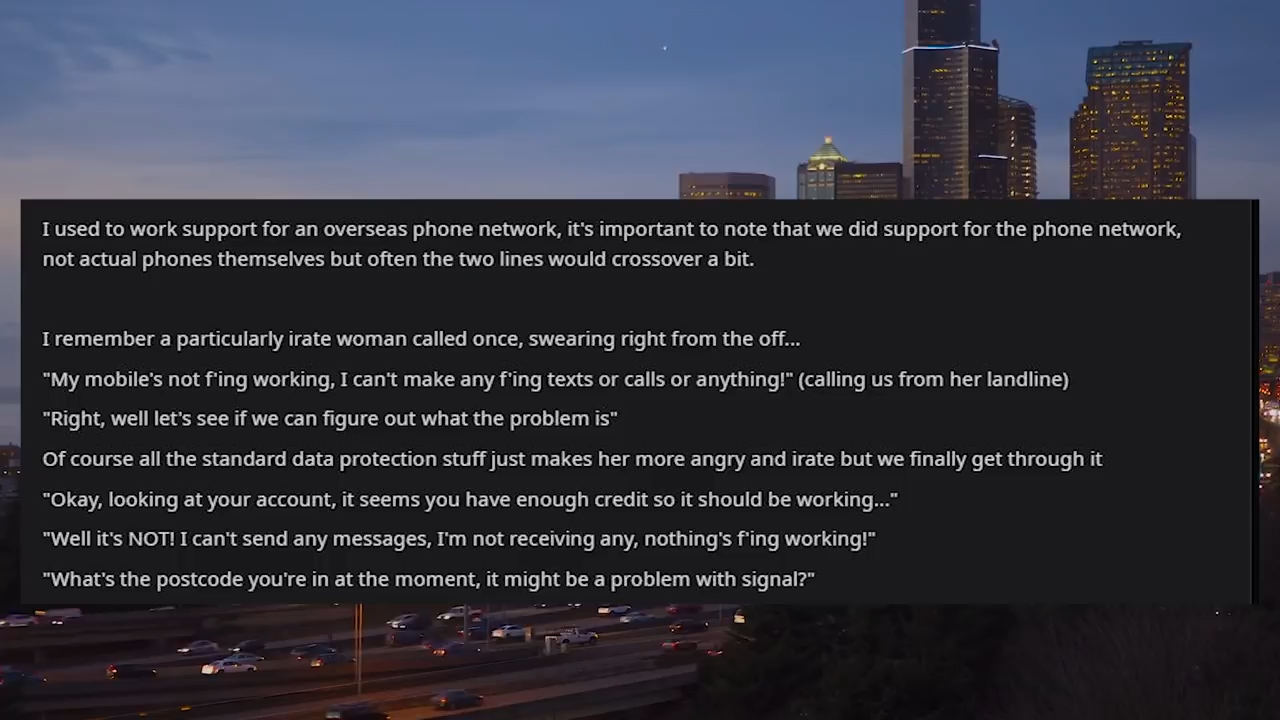 I used to work support for an overseas phone network, it's important to note that we did support for the phone network,
not actual phones themselves but often the two lines would crossover a bit.
I remember a particularly irate woman called once, swearing right from the off...
"My mobile's not f'ing working, I can't make any f'ing texts or calls or anything!" (calling us from her landline)
"Right, well let's see if we can figure out what the problem is"
Of course all the standard data protection stuff just makes her more angry and irate but we finally get through it
"Okay, looking at your account, it seems you have enough credit so it should be working..."
"Well it's NOT! I can't send any messages, I'm not receiving any, nothing's f'ing working!"
"What's the postcode you're in at the moment, it might be a problem with signal?"